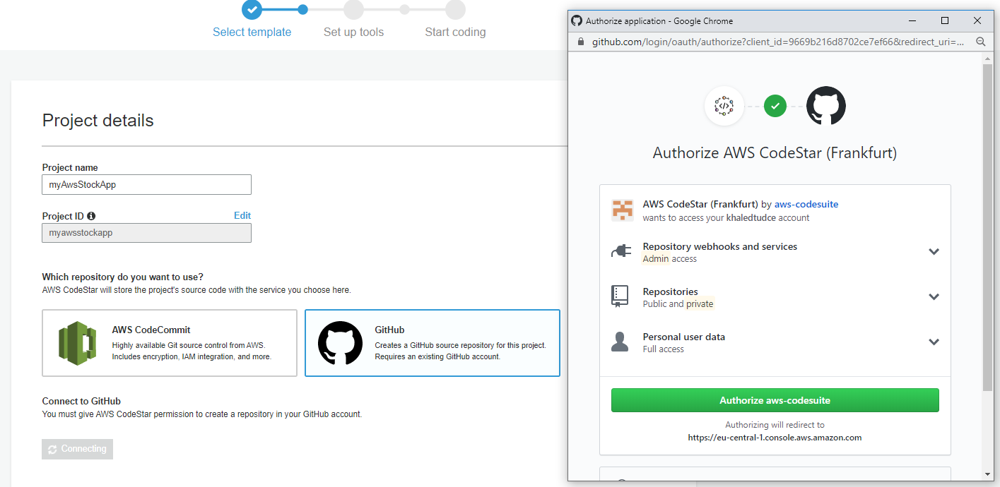 Select template
Set up tools
Start coding
Project details
Project name
myAwsStockApp
Project ID
Edit
myawsstockapp
Which repository do you want to use?
AWS CodeStar will store the project's source code with the service you choose here.
AWS CodeCommit
Highly available Git source control from AWS.
Includes encryption, IAM integration, and more.
GitHub
Creates a GitHub source repository for this project.
Requires an existing GitHub account.
Connect to GitHub
You must give AWS CodeStar permission to create a repository in your GitHub account.
Connecting
Authorize application - Google Chrome
github.com/login/oauth/authorize?client_id=9669b216d8702ce7ef66&redirect_uri=...
Authorize AWS CodeStar (Frankfurt)
AWS CodeStar (Frankfurt) by aws-codesuite
wants to access your khaledtudce account
Repository webhooks and services
Admin access
Repositories
Public and private
Personal user data
Full access
Authorize aws-codesuite
Authorizing will redirect to
https://eu-central-1.console.aws.amazon.com